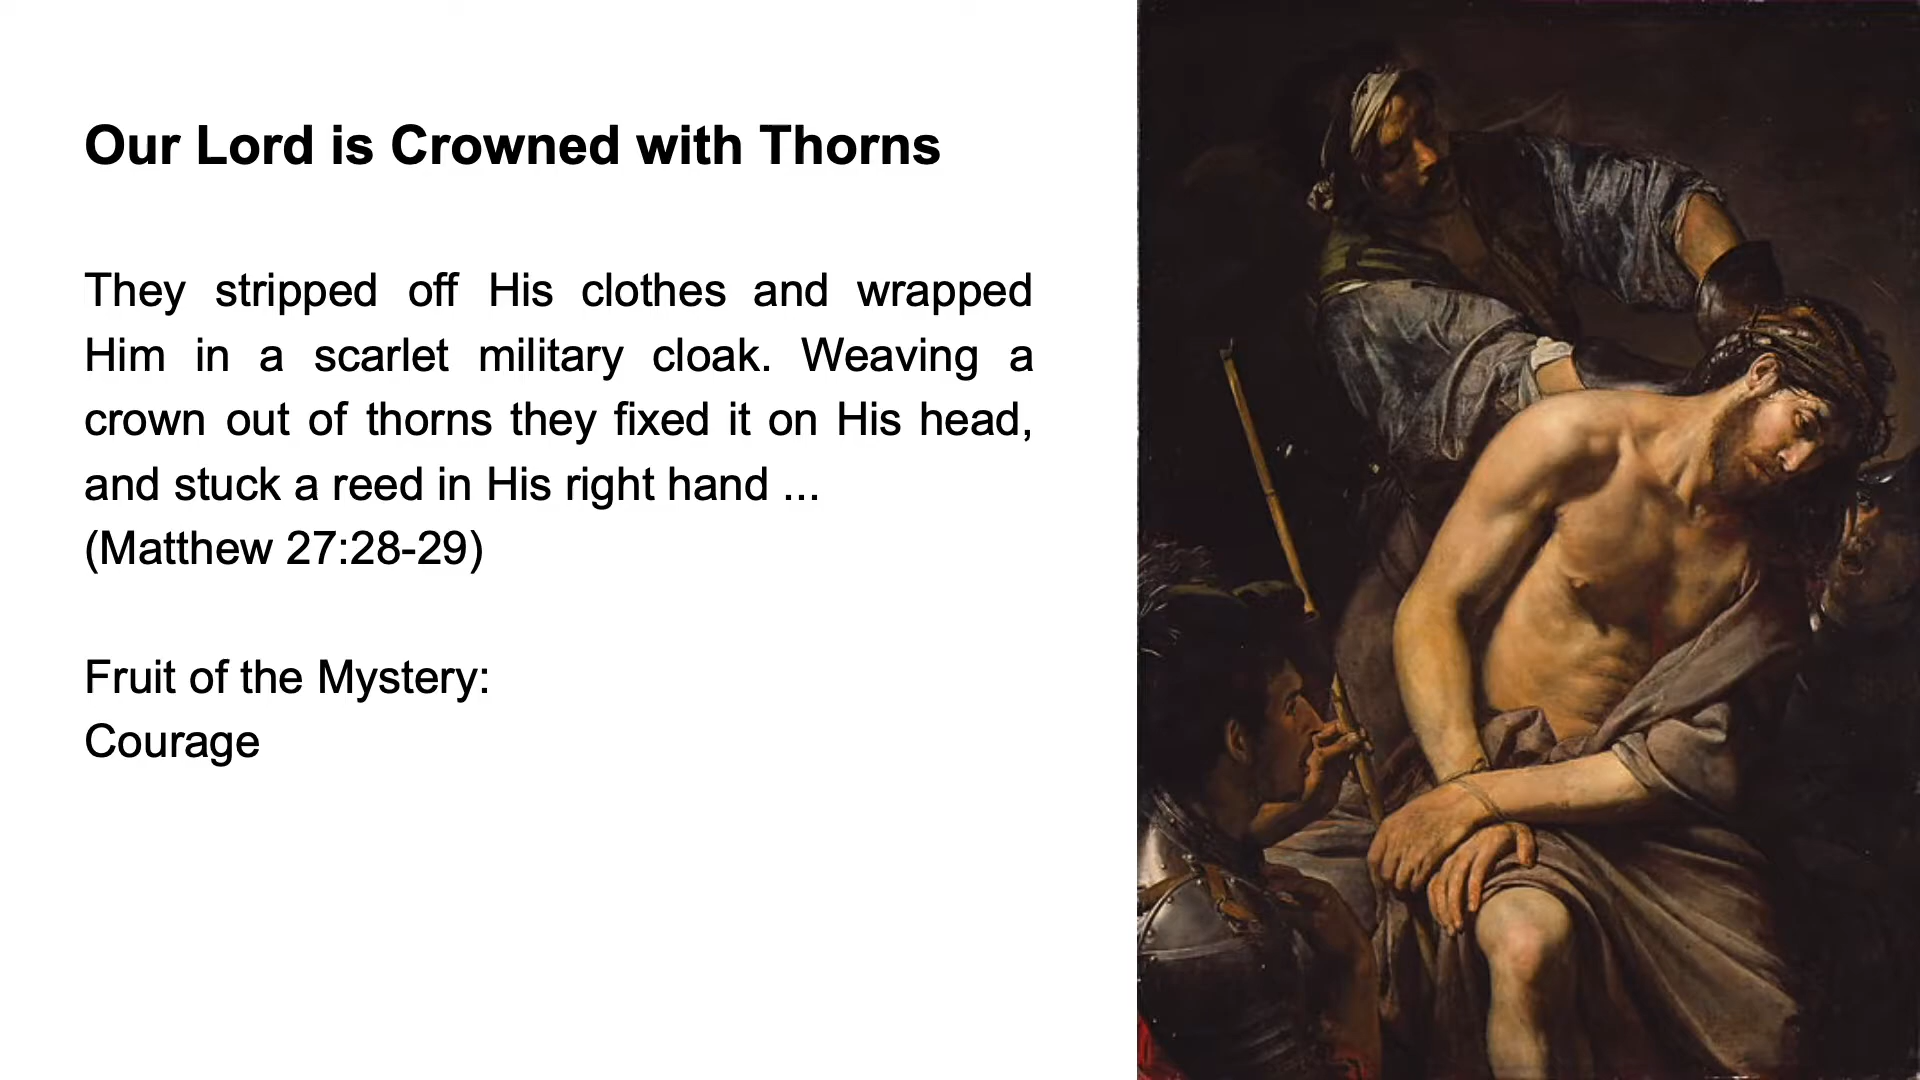 Our Lord is Crowned with Thorns
They stripped off His clothes and wrapped
Him in a scarlet military cloak. Weaving a
crown out of thorns they fixed it on His head,
and stuck a reed in His right hand ...
(Matthew 27:28-29)
Fruit of the Mystery:
Courage